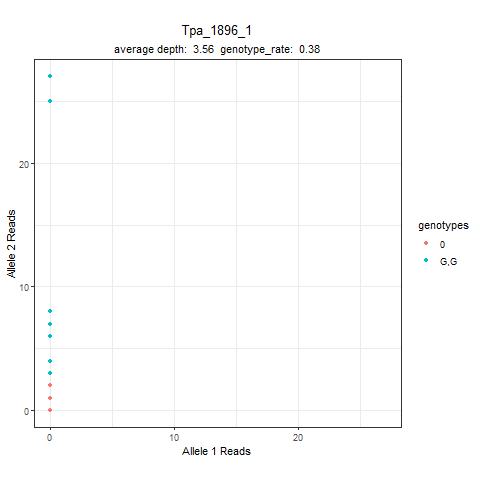 Tpa_1896_1
average depth:  3.56  genotype_rate:  0.38
20
10
0
Allele 2 Reads
0
10
20
Allele 1 Reads
genotypes
0
G,G